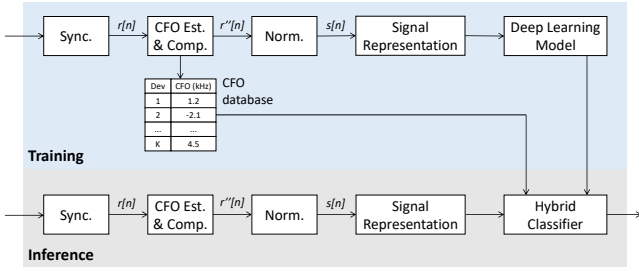 Sync.
r[n]
CFO Est.
& Comp.
r''[n]
Norm.
s[n]
Signal
Representation
Deep Learning
Model
Dev CFO (kHz)
1 1.2
2 -2.1
... ...
K 4.5
CFO
database
Training
Sync.
r[n]
CFO Est.
& Comp.
r''[n]
Norm.
s[n]
Signal
Representation
Hybrid
Classifier
Inference